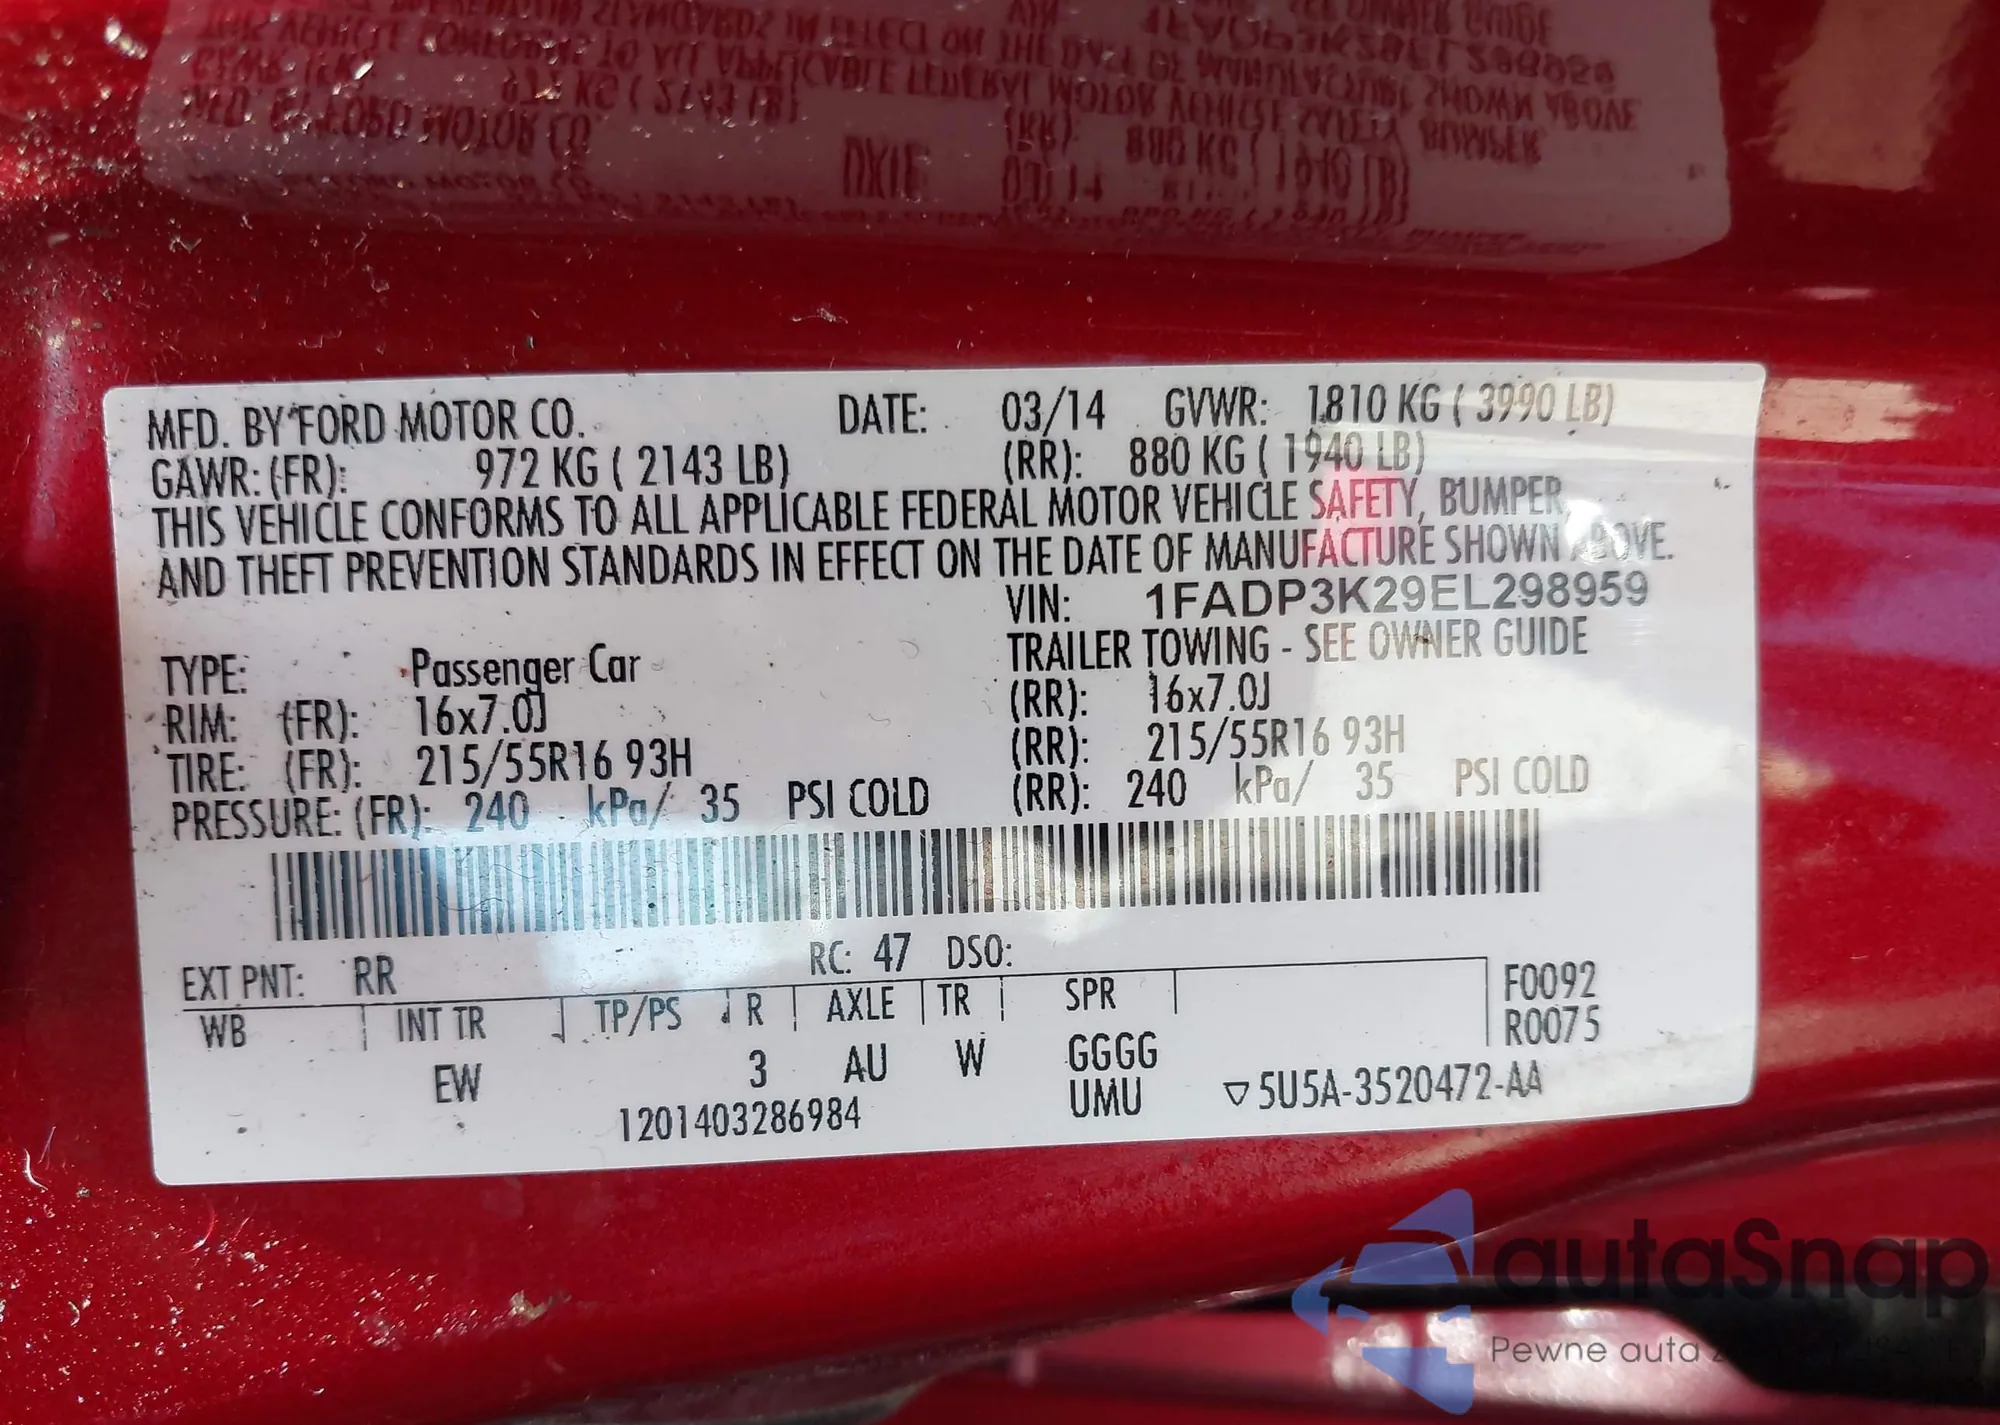 MFD. BY FORD MOTOR CO. DATE: 03/14 GVWR: 1810 KG ( 3990 LB)
GAWR: (FR): 972 KG ( 2143 LB) (RR): 880 KG ( 1940 LB)
THIS VEHICLE CONFORMS TO ALL APPLICABLE FEDERAL MOTOR VEHICLE SAFETY, BUMPER,
AND THEFT PREVENTION STANDARDS IN EFFECT ON THE DATE OF MANUFACTURE SHOWN ABOVE.
VIN: 1FADP3K29EL298959
TYPE: Passenger Car TRAILER TOWING - SEE OWNER GUIDE
RIM: (FR): 16x7.0J (RR): 16x7.0J
TIRE: (FR): 215/55R16 93H (RR): 215/55R16 93H
PRESSURE: (FR): 240 kPa/ 35 PSI COLD (RR): 240 kPa/ 35 PSI COLD
EXT PNT: RR RC: 47 DSO:
WB INT TR TP/PS R AXLE TR SPR F0092
R0075
EW 3 AU W GGGG
1201403286984 UMU ▽5U5A-3520472-AA
autaSnap
Pewne auta